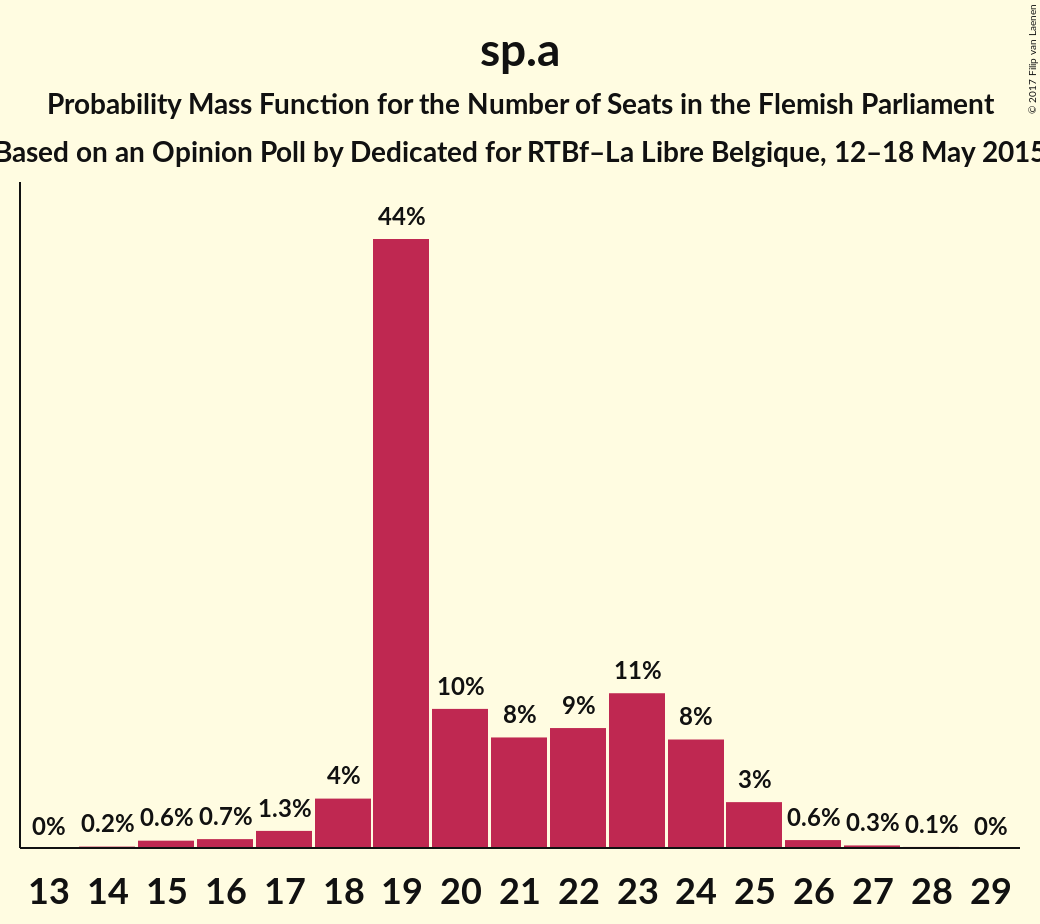 sp.a
Probability Mass Function for the Number of Seats in the Flemish Parliament
Based on an Opinion Poll by Dedicated for RTBf–La Libre Belgique, 12–18 May 2015
© 2017 Filip van Laenen
0% 0.2% 0.6% 0.7% 1.3% 4% 44% 10% 8% 9% 11% 8% 3% 0.6% 0.3% 0.1% 0%
13 14 15 16 17 18 19 20 21 22 23 24 25 26 27 28 29